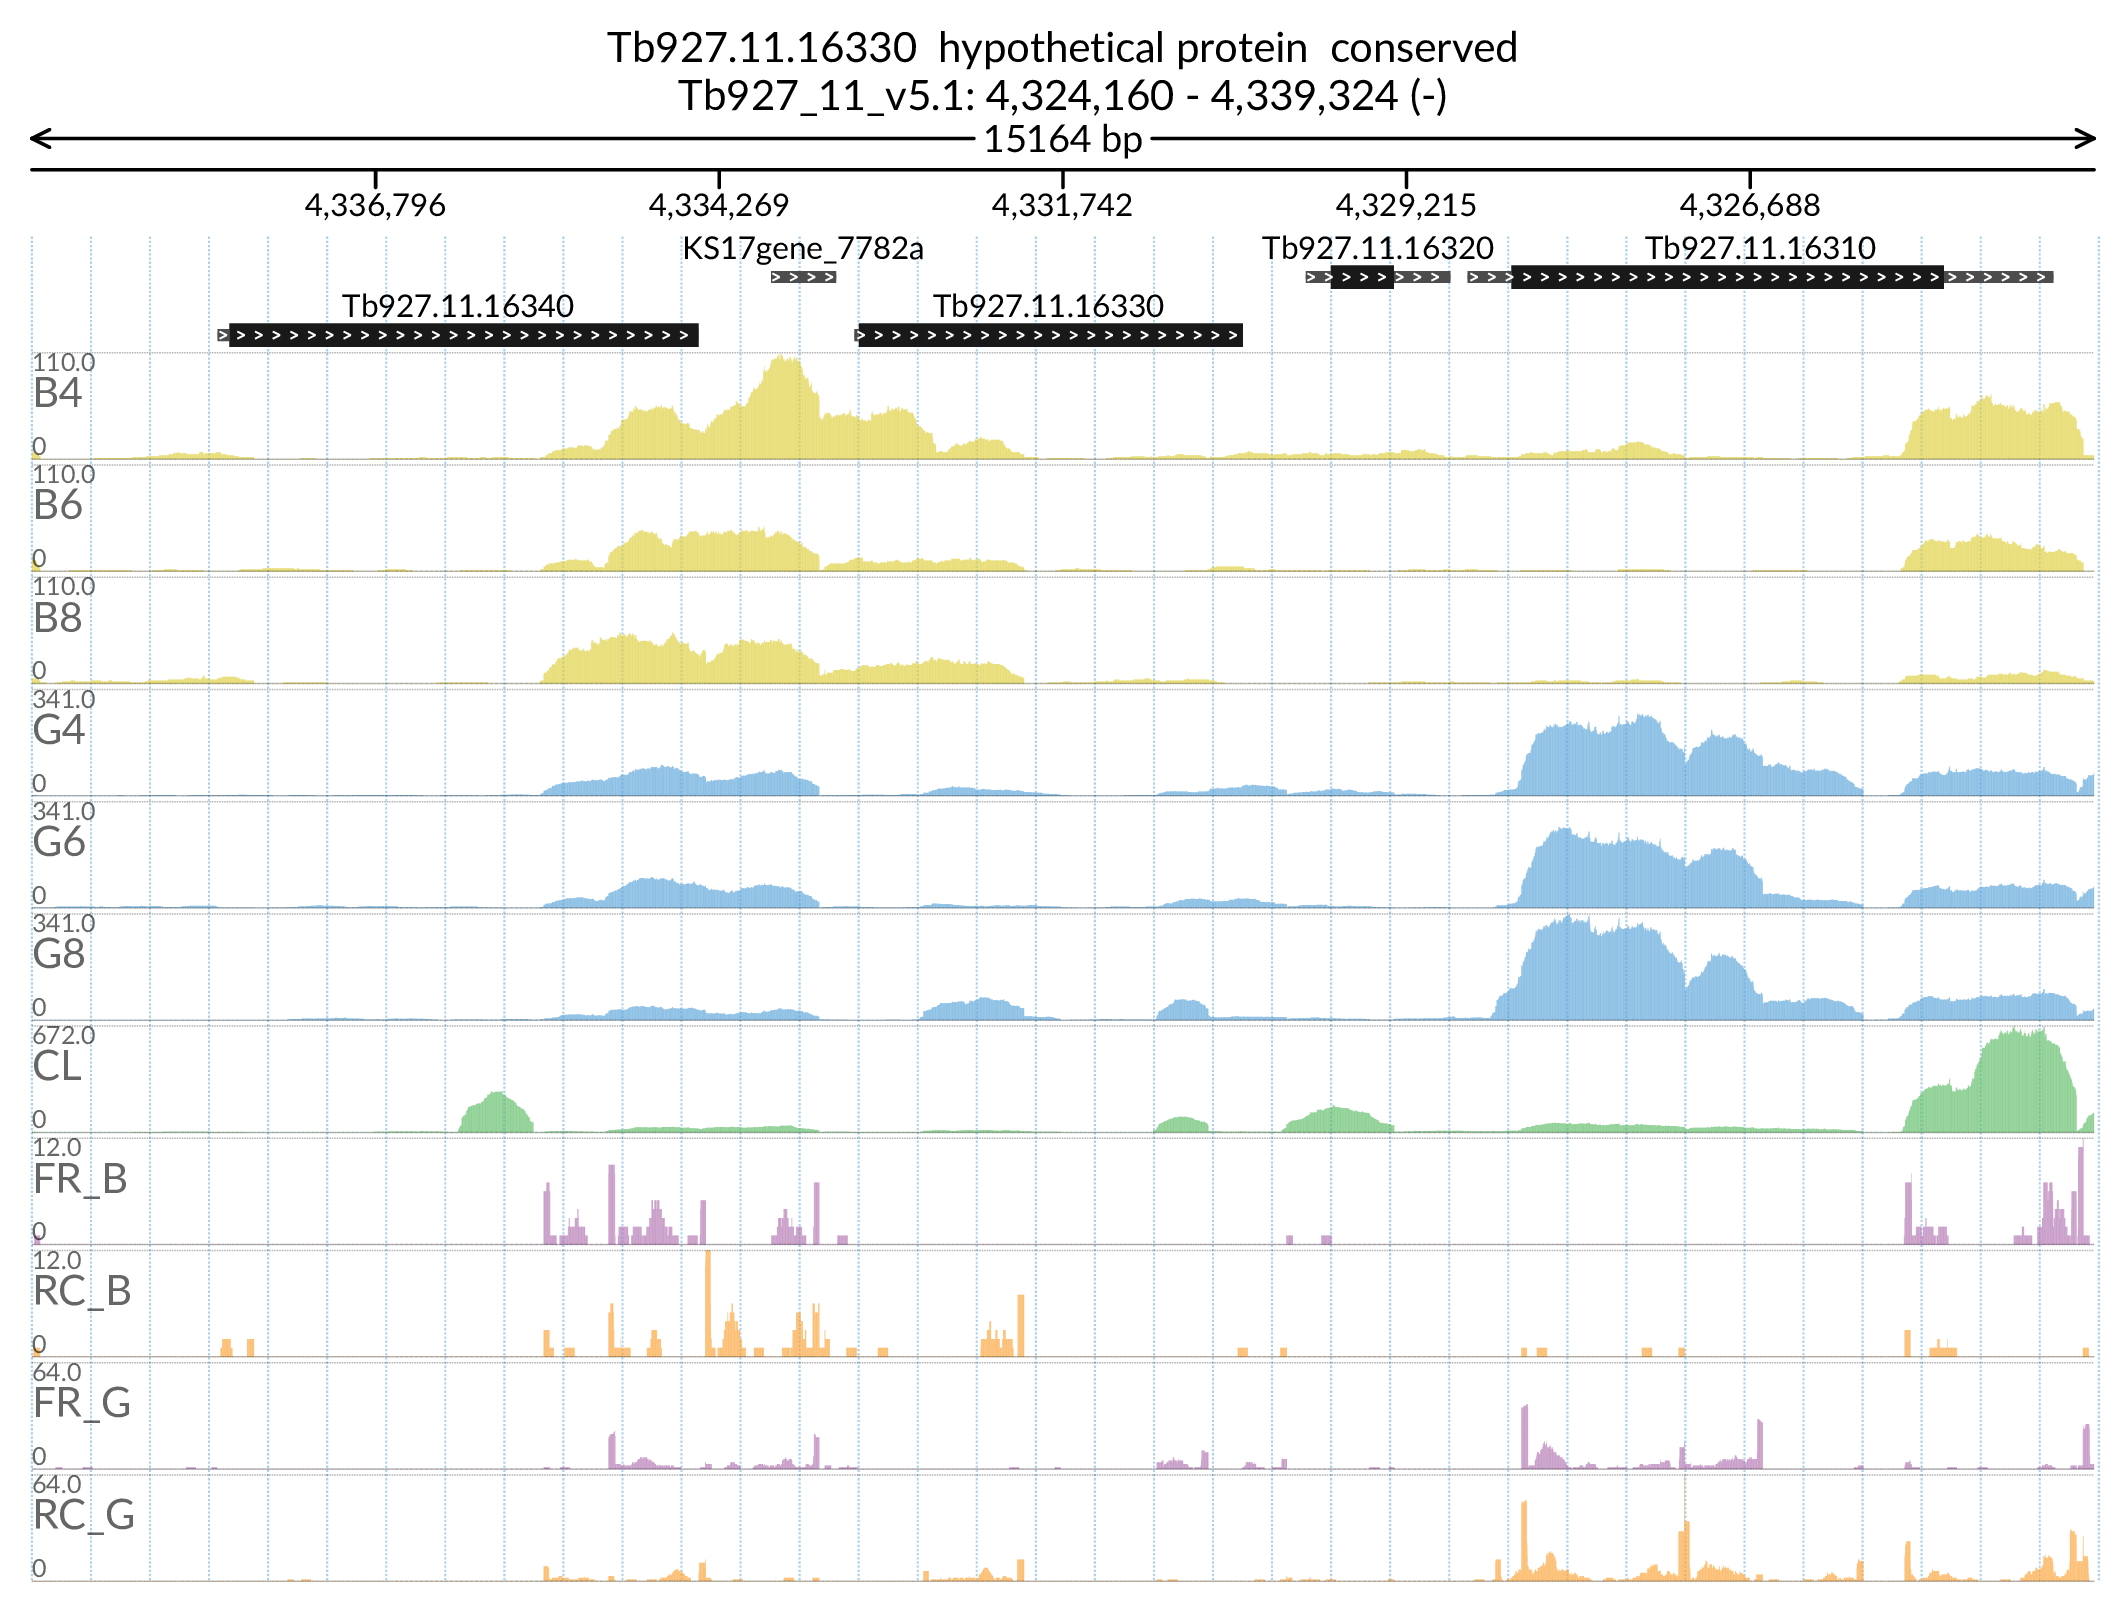 Tb927.11.16330 hypothetical protein conserved
Tb927_11_v5.1: 4,324,160 - 4,339,324 (-)
15164 bp
4,336,796 4,334,269 4,331,742 4,329,215 4,326,688
KS17gene_7782a Tb927.11.16320 Tb927.11.16310
Tb927.11.16340 Tb927.11.16330
110.0
B4
0
110.0
B6
0
110.0
B8
0
341.0
G4
0
341.0
G6
0
341.0
G8
0
672.0
CL
0
12.0
FR_B
0
12.0
RC_B
0
64.0
FR_G
0
64.0
RC_G
0